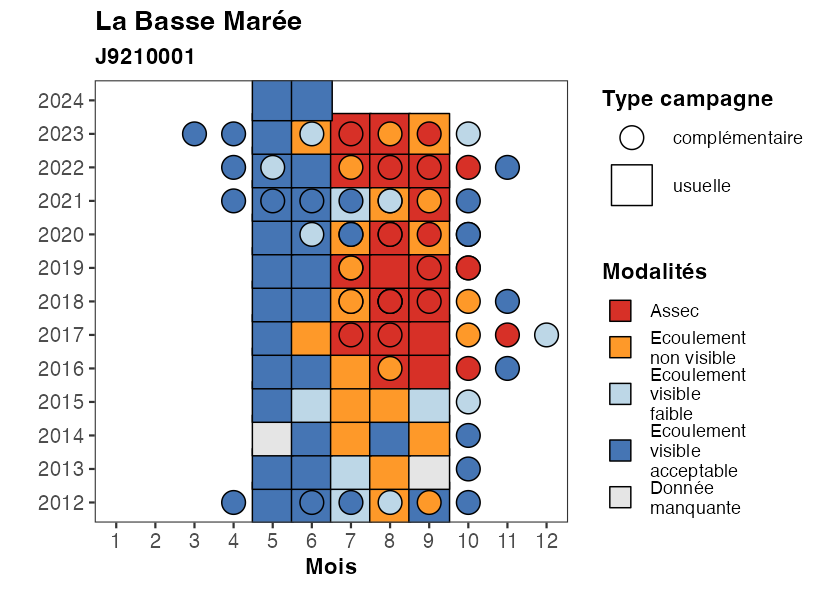 La Basse Marée
J9210001
2024
2023
2022
2021
2020
2019
2018
2017
2016
2015
2014
2013
2012
1 2 3 4 5 6 7 8 9 10 11 12
Mois
Type campagne
complémentaire
usuelle
Modalités
Assec
Ecoulement
non visible
Ecoulement
visible
faible
Ecoulement
visible
acceptable
Donnée
manquante